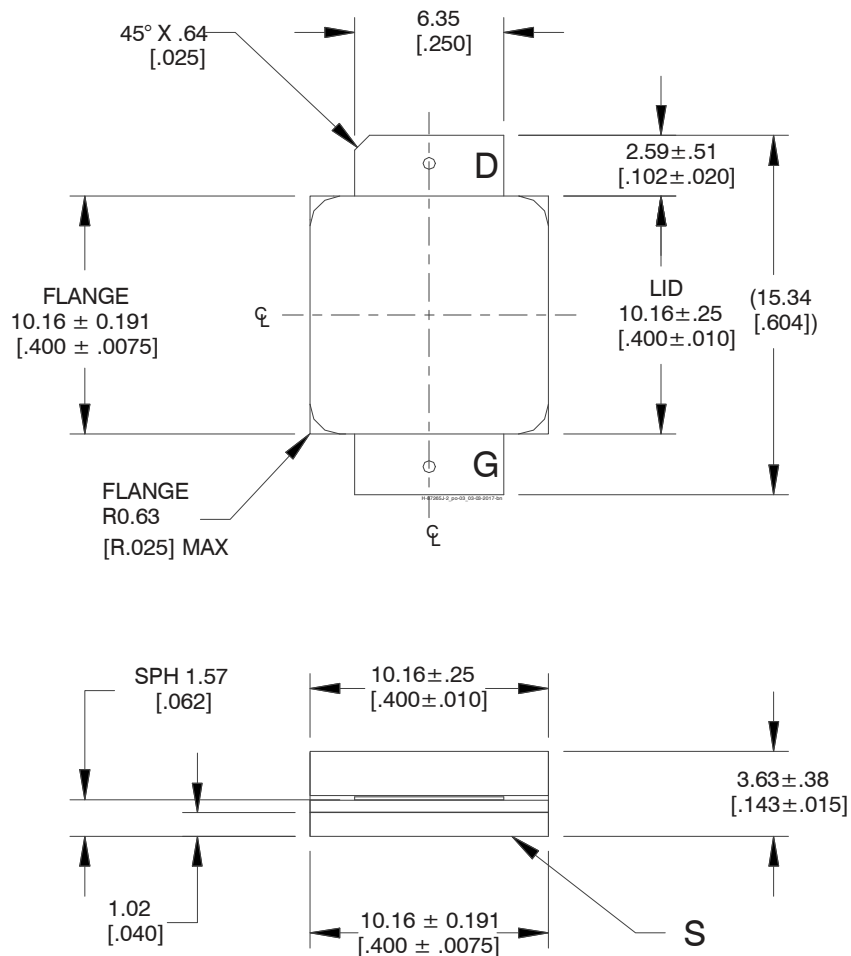 6.35
[.250]
45° X .64
[.025]
D
2.59±.51
[.102±.020]
FLANGE
10.16 ± 0.191
[.400 ± .0075]
℄
LID
10.16±.25
[.400±.010]
(15.34
[.604])
G
FLANGE
R0.63
[R.025] MAX
℄
SPH 1.57
[.062]
10.16±.25
[.400±.010]
3.63±.38
[.143±.015]
1.02
[.040]
10.16 ± 0.191
[.400 ± .0075]
S